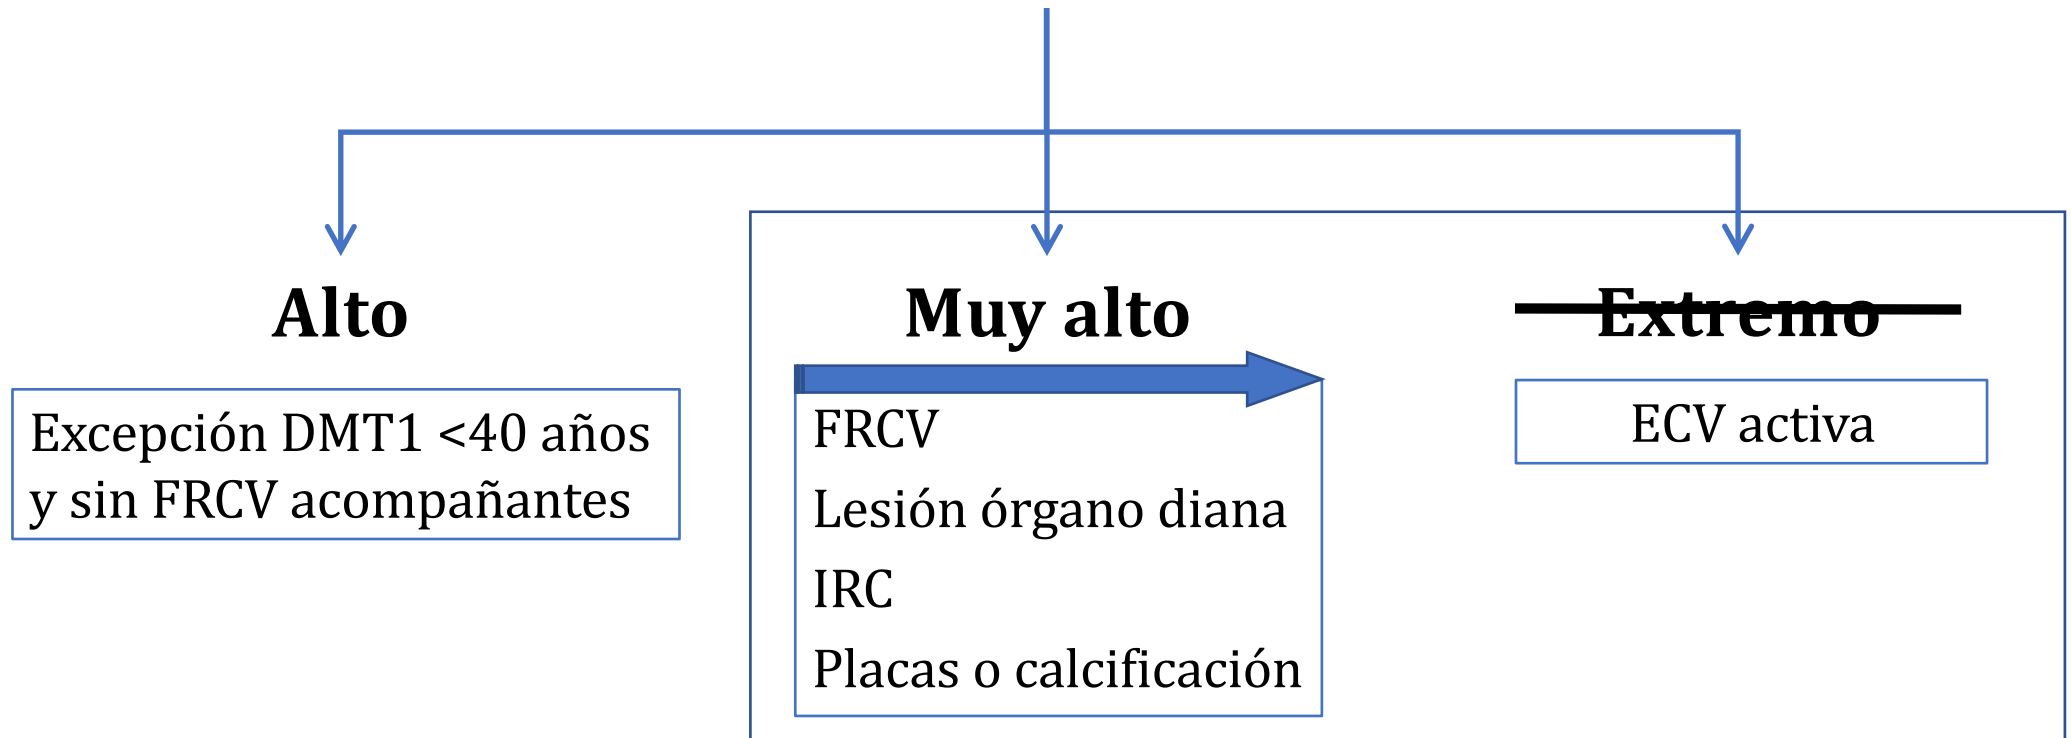 Alto
Muy alto
Extremo
Excepción DMT1 <40 años
y sin FRCV acompañantes
FRCV
Lesión órgano diana
IRC
Placas o calcificación
ECV activa